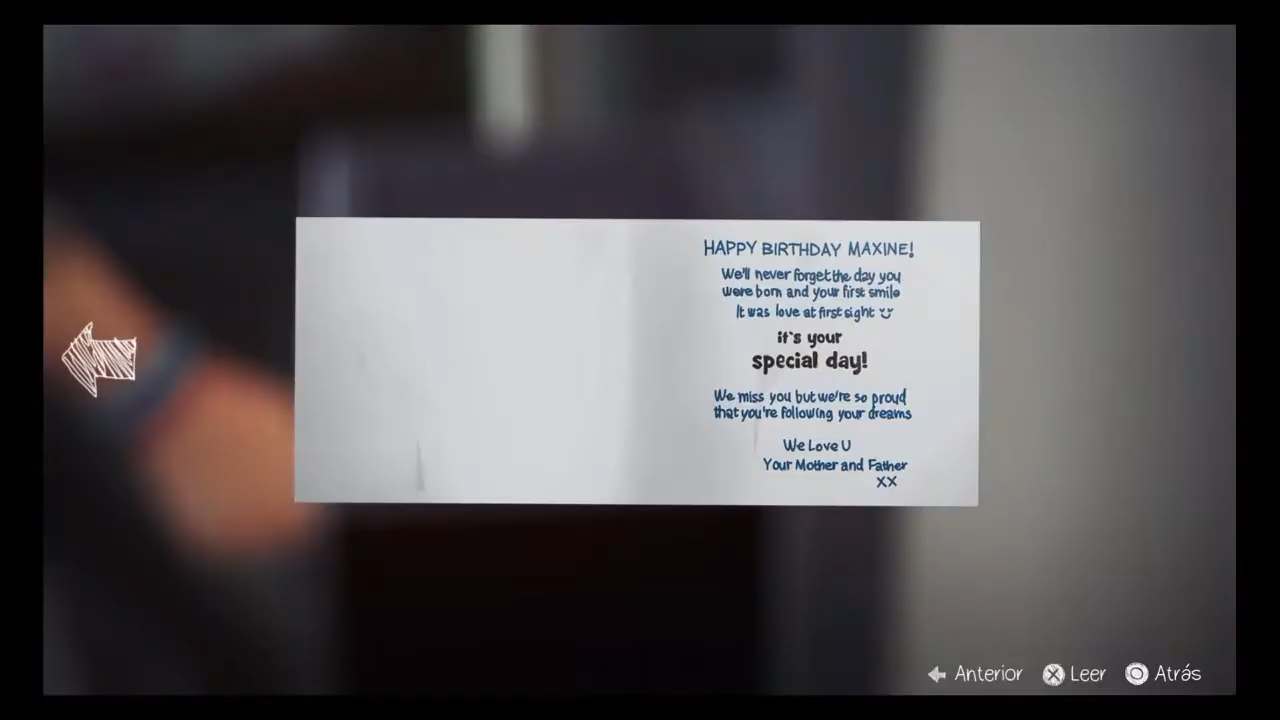 HAPPY BIRTHDAY MAXINE!
We'll never forget the day you
were born and your first smile
It was love at first sight
it's your
special day!
We miss you but we're so proud
that you're following your dreams
We Love U
Your Mother and Father
XX
Anterior
Leer
Atrás